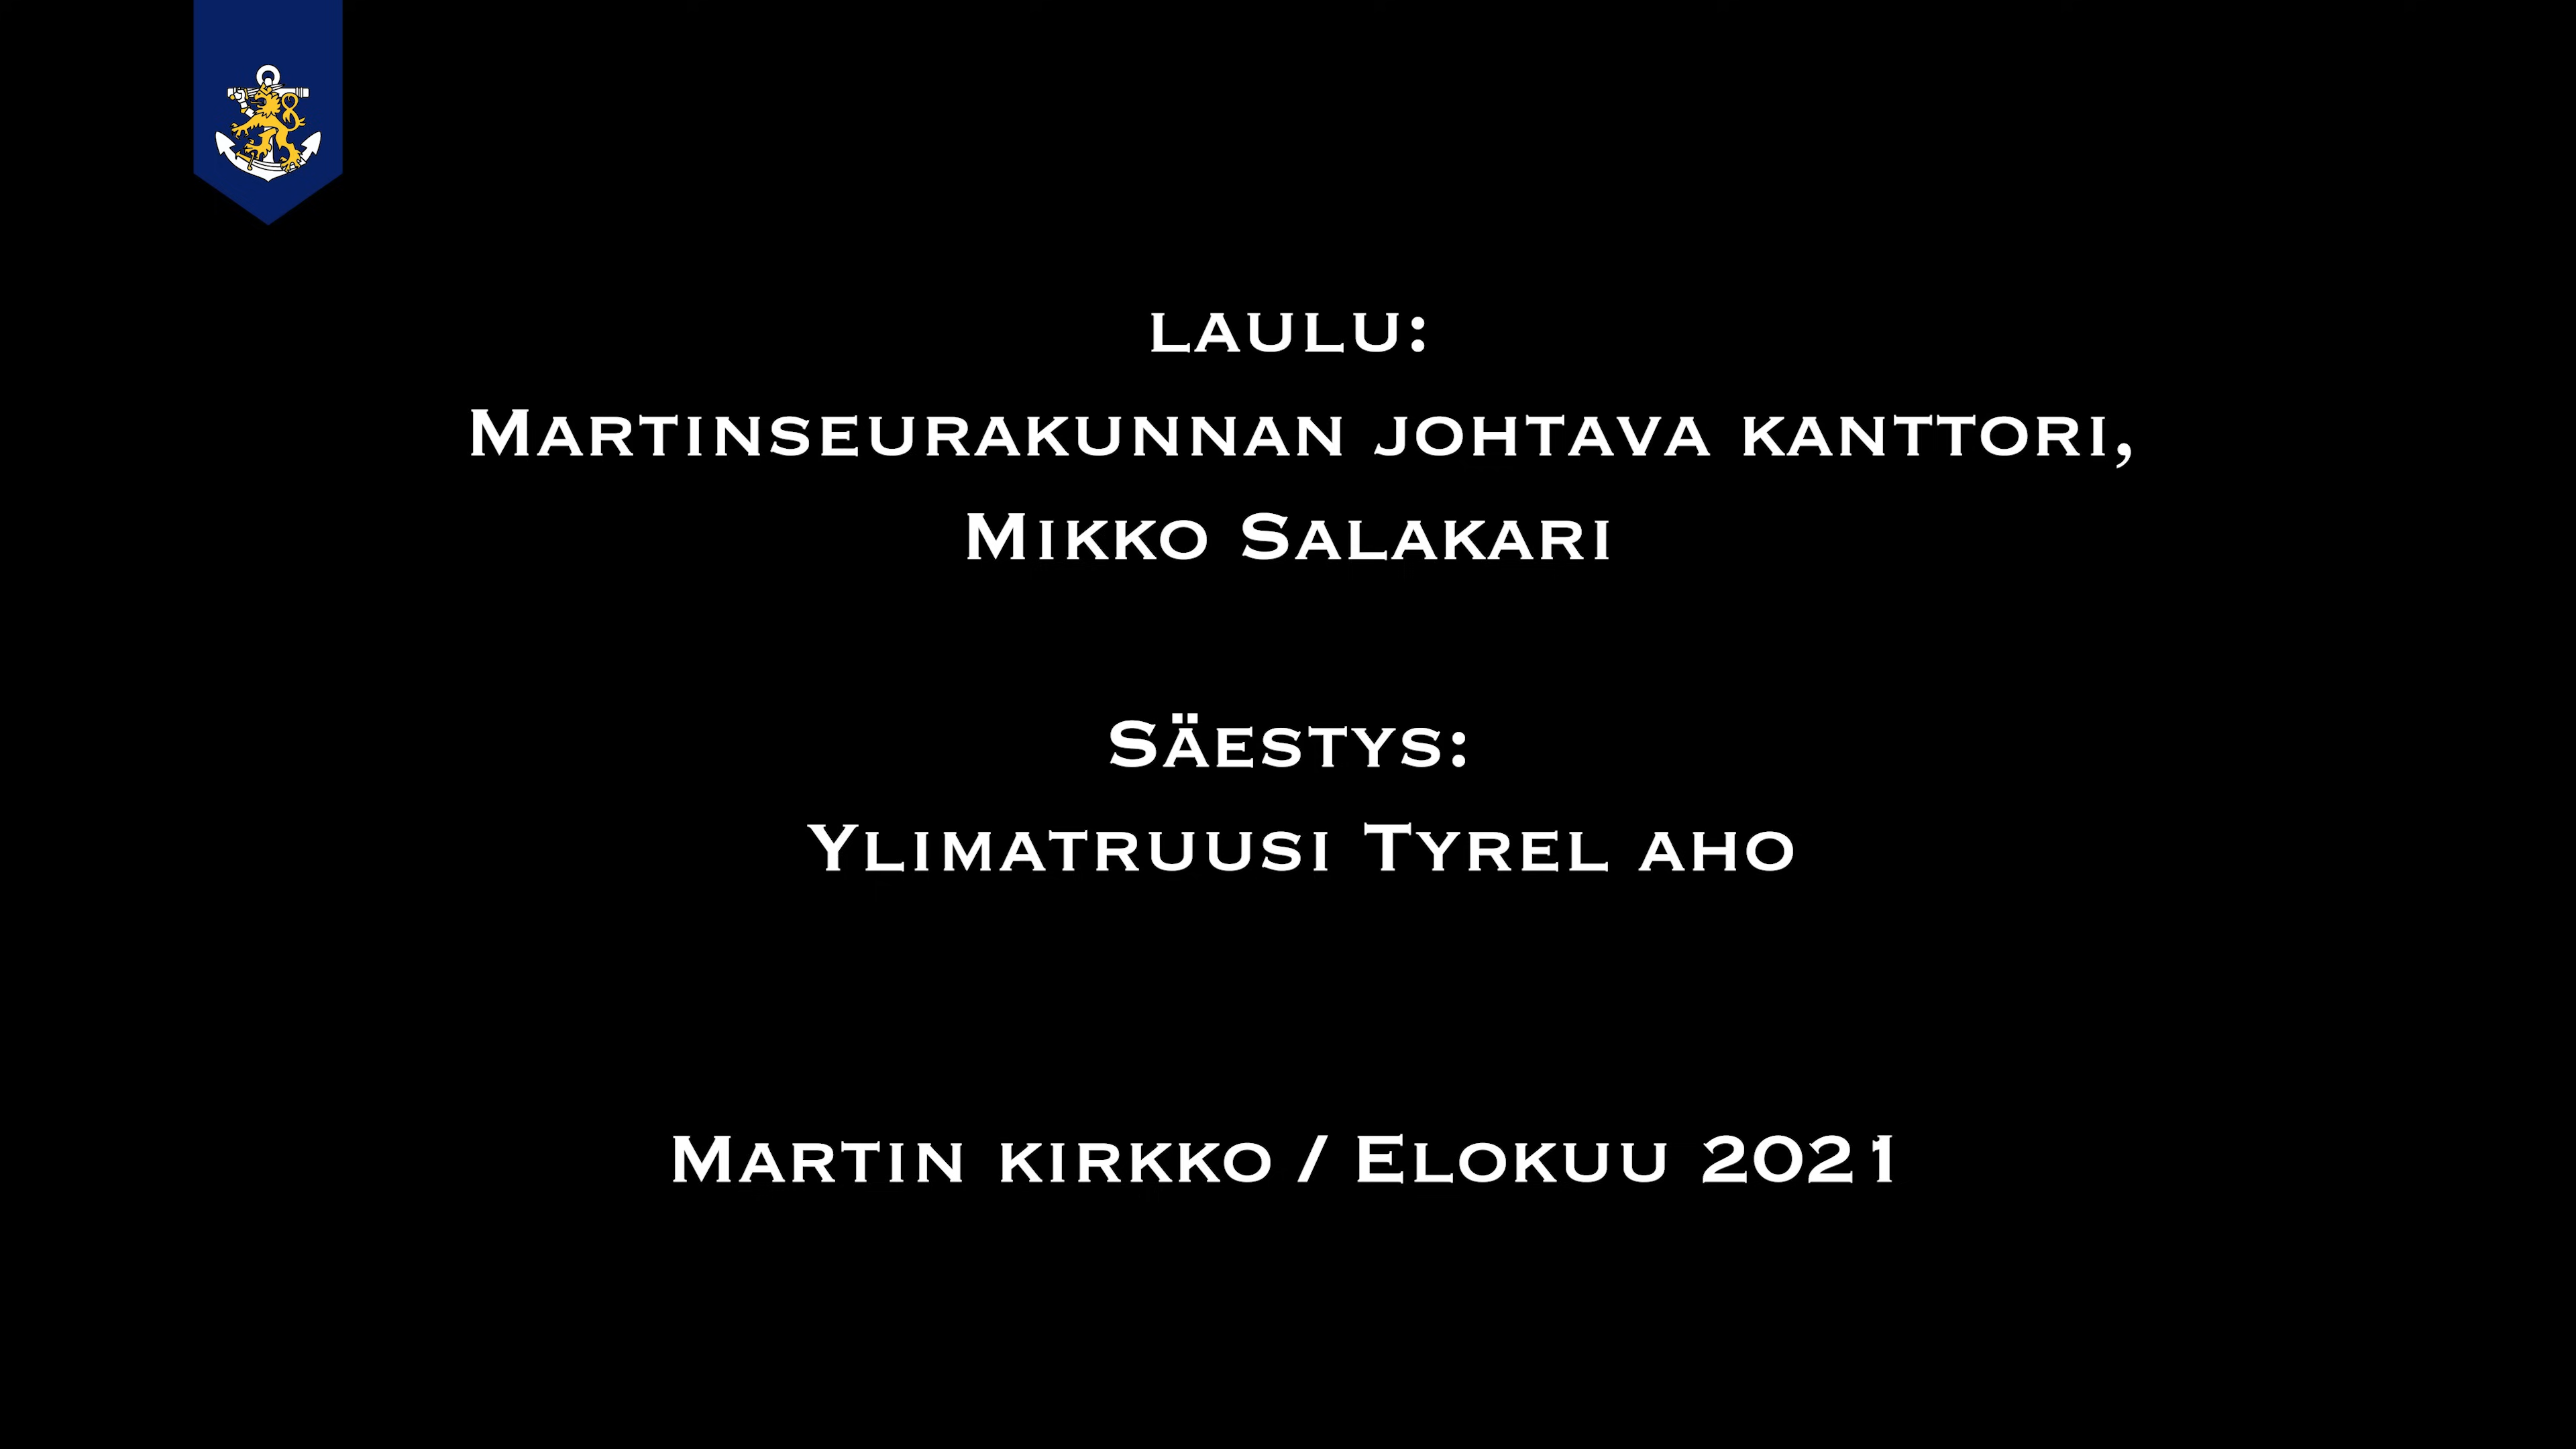 laulu:
Martinseurakunnan johtava kanttori,
Mikko Salakari
Säestys:
Ylimatruusi Tyrel aho
Martin kirkko / Elokuu 2021